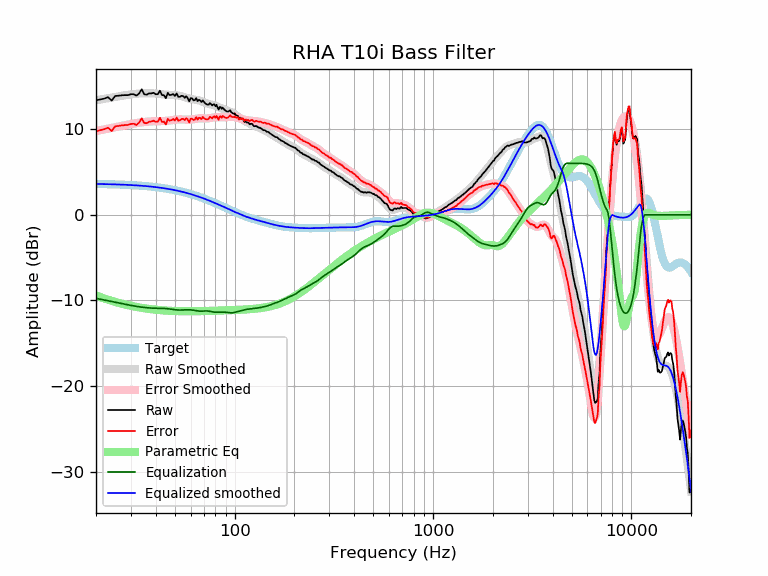 RHA T10i Bass Filter
Amplitude (dBr)
10
0
−10
−20
−30
Target
Raw Smoothed
Error Smoothed
Raw
Error
Parametric Eq
Equalization
Equalized smoothed
100
1000
10000
Frequency (Hz)